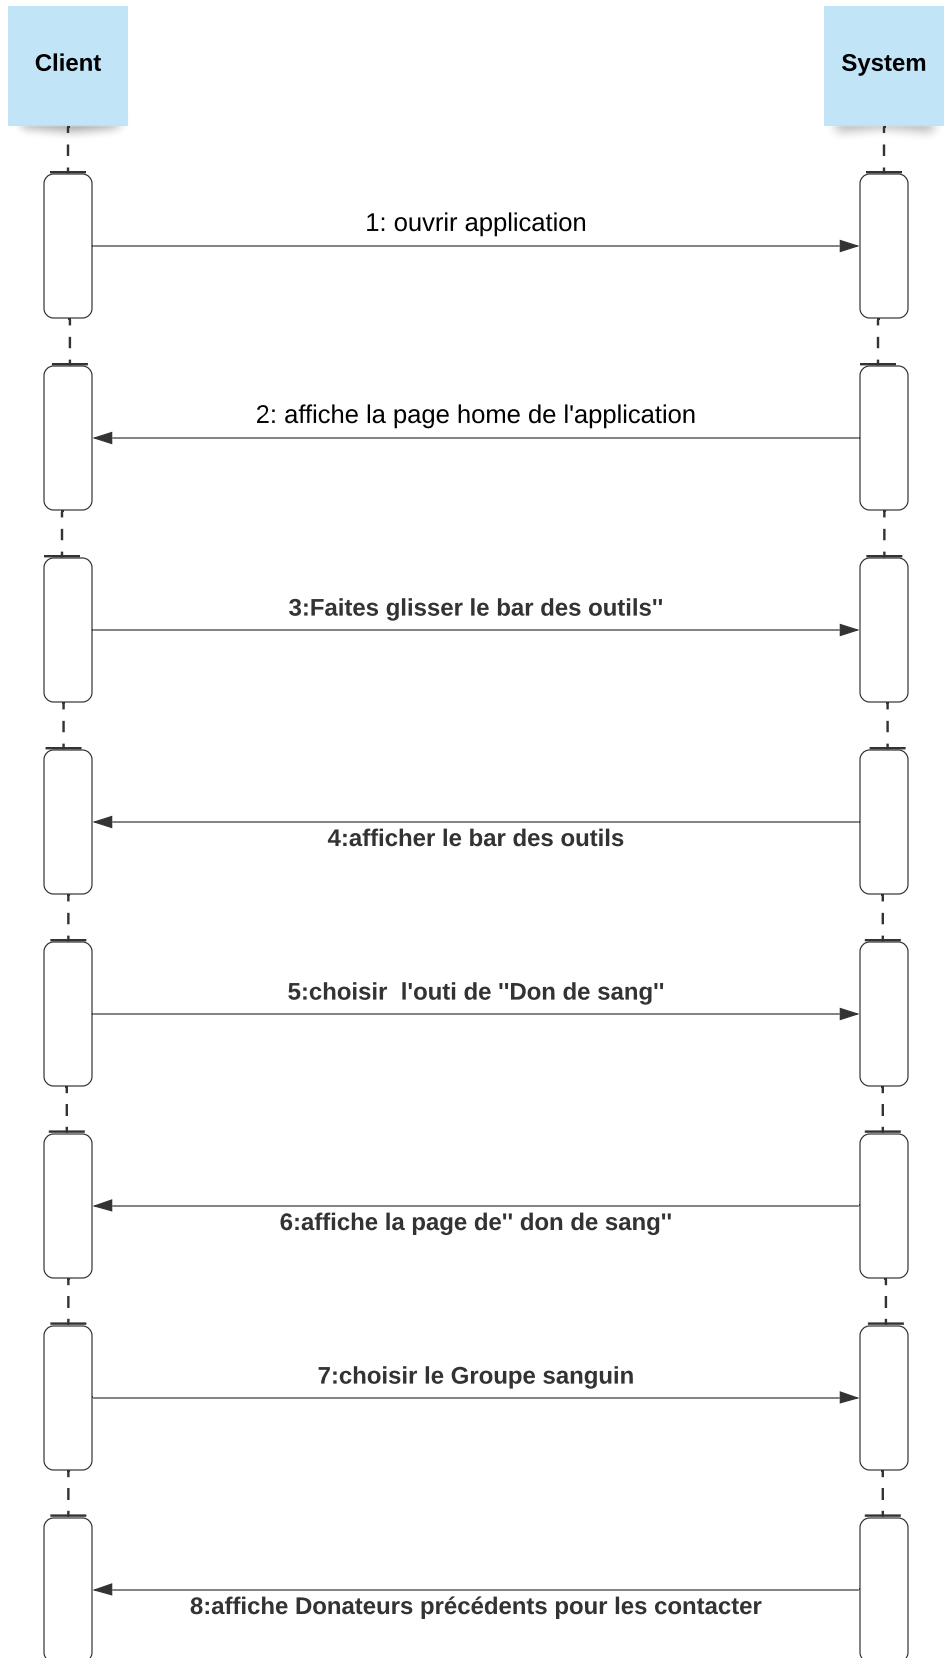 Client
System
1: ouvrir application
2: affiche la page home de l'application
3:Faites glisser le bar des outils''
4:afficher le bar des outils
5:choisir  l'outi de ''Don de sang''
6:affiche la page de'' don de sang''
7:choisir le Groupe sanguin
8:affiche Donateurs précédents pour les contacter